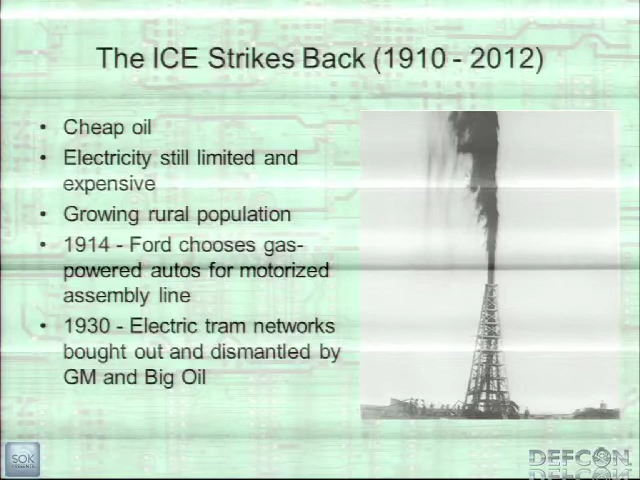 The ICE Strikes Back (1910 - 2012)
• Cheap oil
• Electricity still limited and
expensive
• Growing rural population
• 1914 - Ford chooses gas-
powered autos for motorized
assembly line
• 1930 - Electric tram networks
bought out and dismantled by
GM and Big Oil
SOK
DEFCON